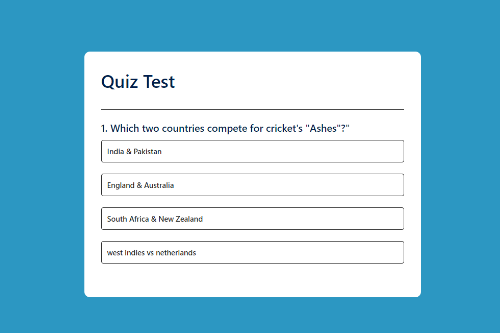 Quiz Test
1. Which two countries compete for cricket's "Ashes"?"
India & Pakistan
England & Australia
South Africa & New Zealand
west indies vs netherlands